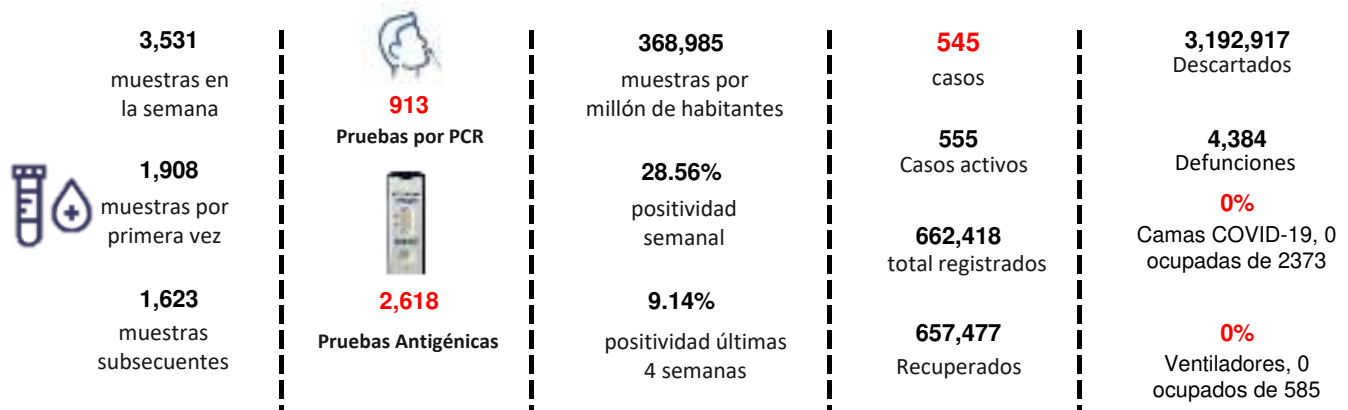 3,531
muestras en
la semana
1,908
muestras por
primera vez
1,623
muestras
subsecuentes
913
Pruebas por PCR
2,618
Pruebas Antigénicas
368,985
muestras por
millón de habitantes
28.56%
positividad
semanal
9.14%
positividad últimas
4 semanas
545
casos
555
Casos activos
662,418
total registrados
657,477
Recuperados
3,192,917
Descartados
4,384
Defunciones
0%
Camas COVID-19, 0
ocupadas de 2373
0%
Ventiladores, 0
ocupados de 585